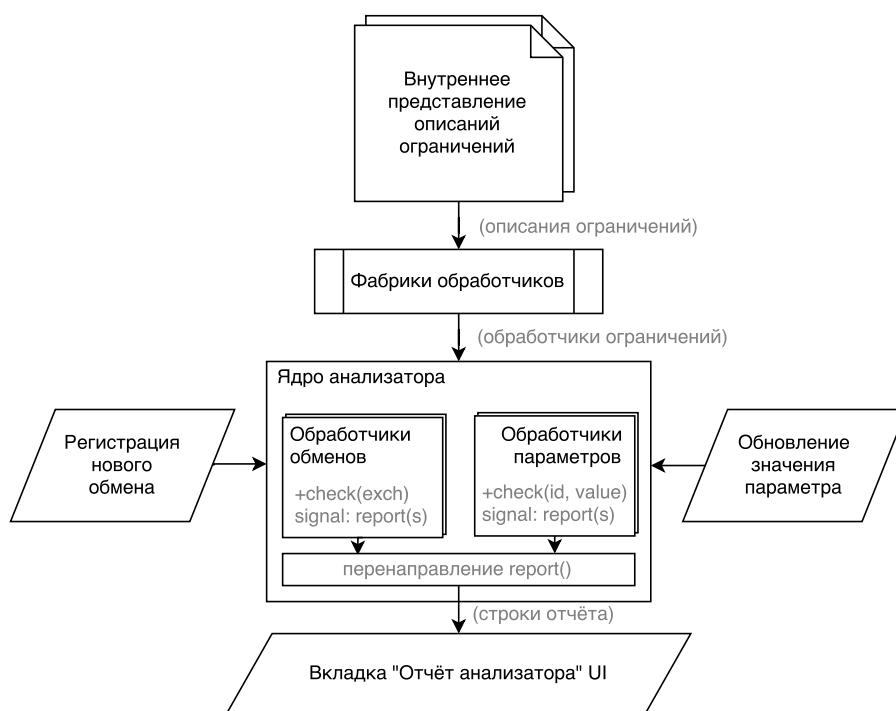 Внутреннее
представление
описаний
ограничений
(описания ограничений)
Фабрики обработчиков
(обработчики ограничений)
Ядро анализатора
Регистрация
нового
обмена
Обработчики
обменов
+check(exch)
signal: report(s)
Обработчики
параметров
+check(id, value)
signal: report(s)
Обновление
значения
параметра
перенаправление report()
(строки отчёта)
Вкладка "Отчёт анализатора" UI